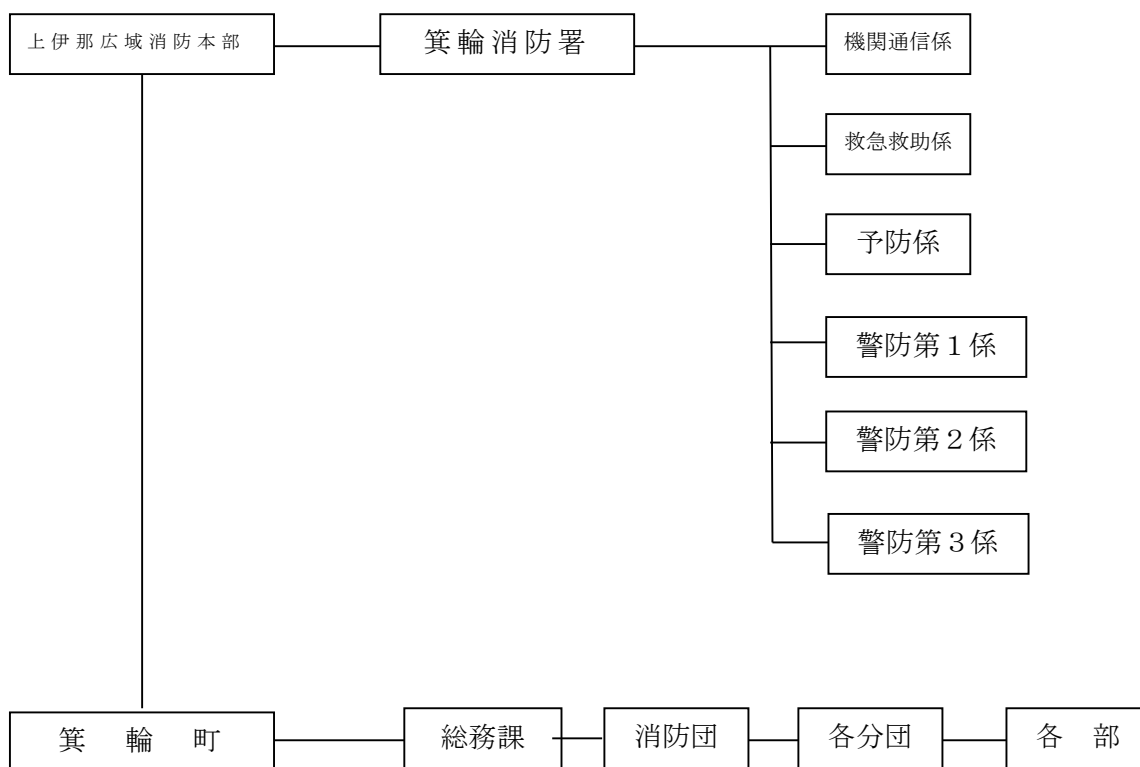 上伊那広域消防本部
箕輪消防署
機関通信係
救急救助係
予防係
警防第１係
警防第２係
警防第３係
箕輪町
総務課
消防団
各分団
各部